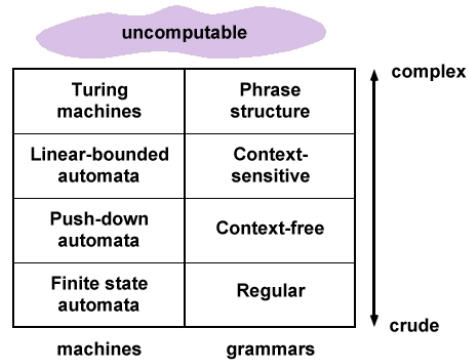 uncomputable
complex
Turing
machines
Phrase
structure
Linear-bounded
automata
Context-
sensitive
Push-down
automata
Context-free
Finite state
automata
Regular
crude
machines
grammars